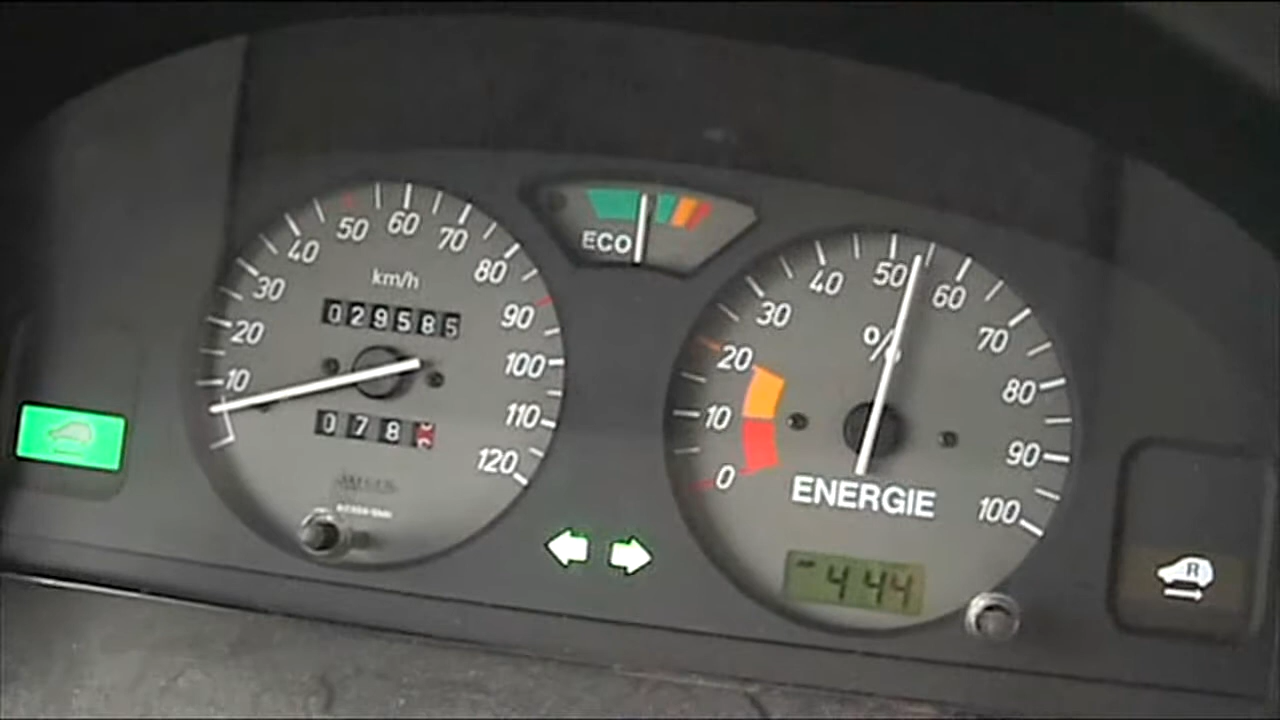 10 20 30 40 50 60 70 80 90 100 110 120
km/h
029585
078
ECO
0 10 20 30 40 50 60 70 80 90 100
%
ENERGIE
4:44
R